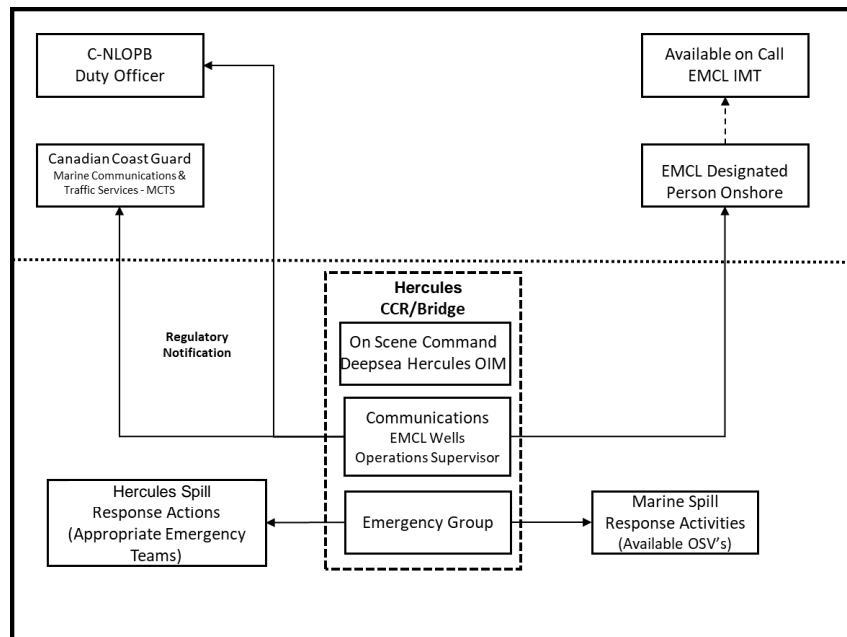 C-NLOPB
Duty Officer
Available on Call
EMCL IMT
Canadian Coast Guard
Marine Communications &
Traffic Services - MCTS
EMCL Designated
Person Onshore
Hercules
CCR/Bridge
Regulatory
Notification
On Scene Command
Deepsea Hercules OIM
Communications
EMCL Wells
Operations Supervisor
Hercules Spill
Response Actions
(Appropriate Emergency
Teams)
Emergency Group
Marine Spill
Response Activities
(Available OSV's)